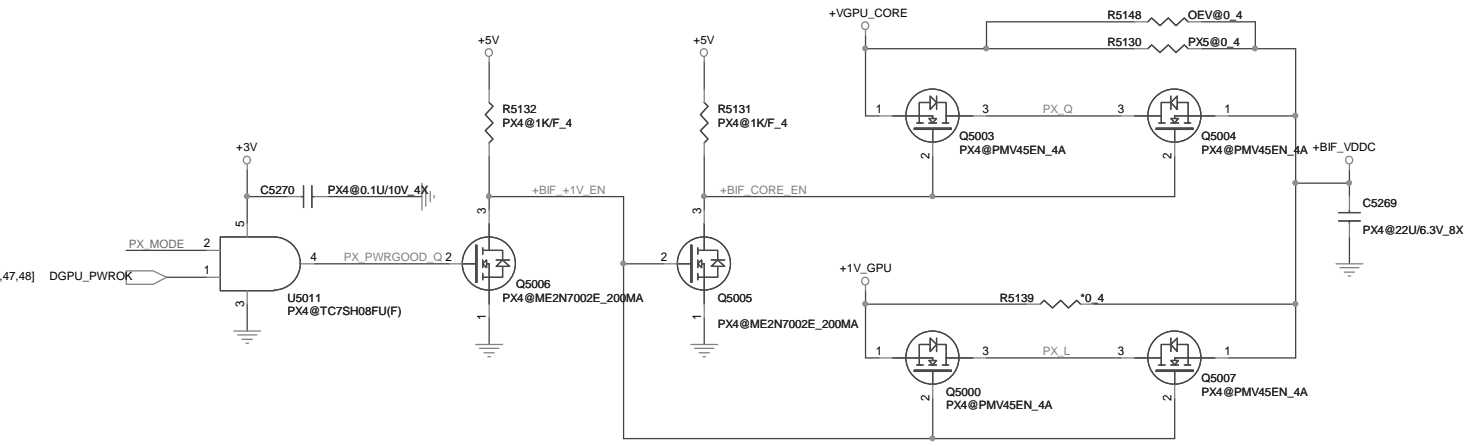 +VGPU_CORE
R5148 OEV@0_4
R5130 PX5@0_4
+5V
+5V
R5132
PX4@1K/F_4
R5131
PX4@1K/F_4
1
3
PX_Q
3
1
Q5003
PX4@PMV45EN_4A
2
Q5004
PX4@PMV45EN_4A
2
+BIF_VDDC
+3V
C5270
PX4@0.1U/10V_4X
+BIF_+1V_EN
+BIF_CORE_EN
C5269
PX4@22U/6.3V_8X
5
3
3
PX_MODE
2
4
PX_PWRGOOD_Q
2
2
,47,48]
DGPU_PWROK
1
3
U5011
PX4@TC7SH08FU(F)
Q5006
PX4@ME2N7002E_200MA
1
Q5005
PX4@ME2N7002E_200MA
1
+1V_GPU
R5139
*0_4
1
3
PX_L
3
1
Q5000
PX4@PMV45EN_4A
2
Q5007
PX4@PMV45EN_4A
2